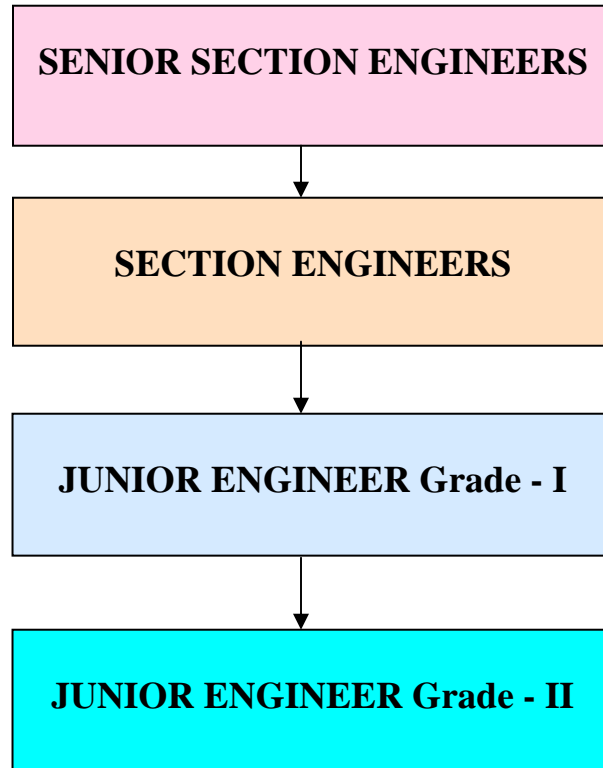 SENIOR SECTION ENGINEERS
SECTION ENGINEERS
JUNIOR ENGINEER Grade - I
JUNIOR ENGINEER Grade - II